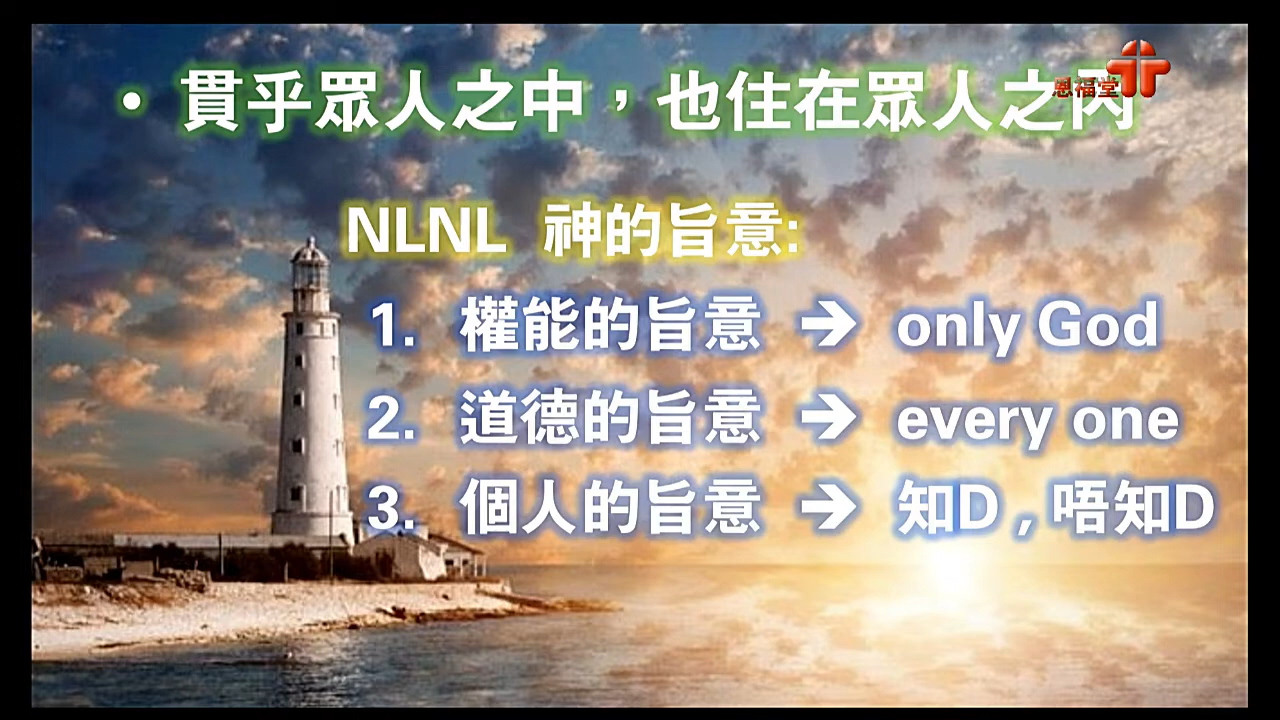 • 貫乎眾人之中，也住在眾人之內
恩福堂
NLNL 神的旨意:
1. 權能的旨意 ➔ only God
2. 道德的旨意 ➔ every one
3. 個人的旨意 ➔ 知D , 唔知D